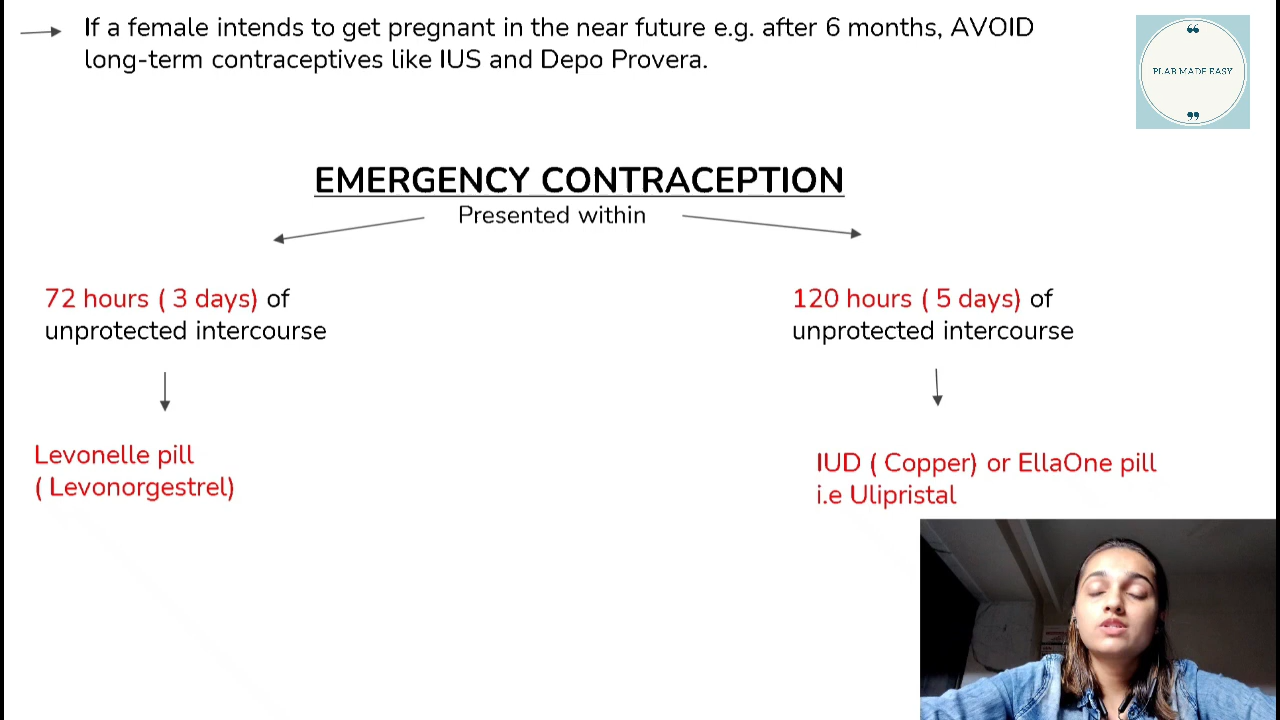 If a female intends to get pregnant in the near future e.g. after 6 months, AVOID
long-term contraceptives like IUS and Depo Provera.
❝
PLAB MADE EASY
❞
EMERGENCY CONTRACEPTION
Presented within
72 hours ( 3 days) of
unprotected intercourse
120 hours ( 5 days) of
unprotected intercourse
Levonelle pill
( Levonorgestrel)
IUD ( Copper) or EllaOne pill
i.e Ulipristal